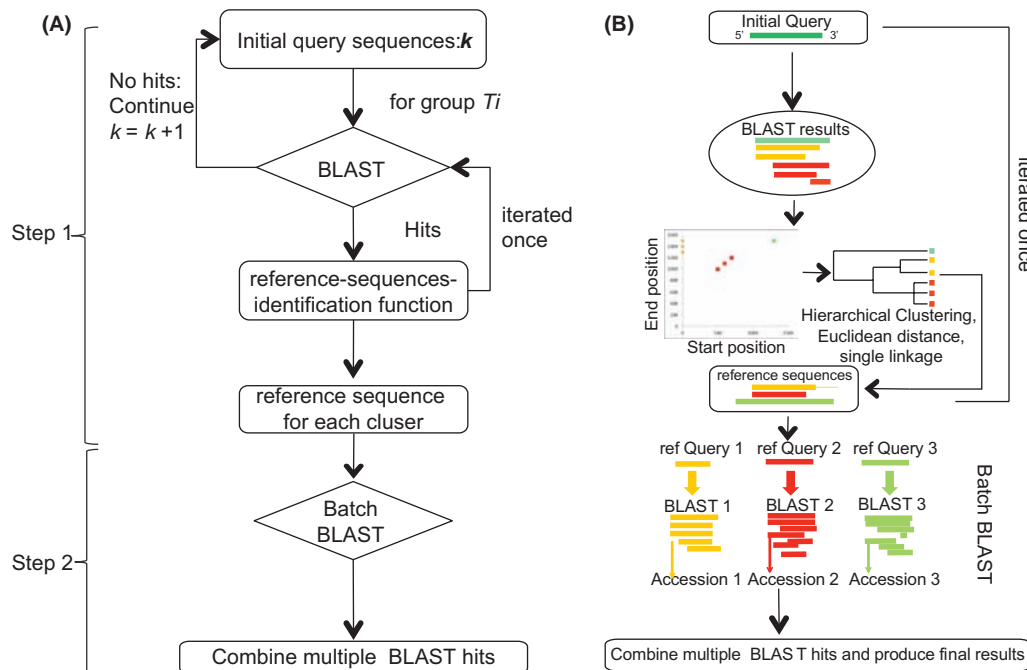 (A)
Initial query sequences:k
No hits:
Continue
k = k +1
for group Ti
BLAST
Hits
iterated
once
Step 1
reference-sequences-
identification function
reference sequence
for each cluser
Batch
BLAST
Step 2
Combine multiple BLAST hits
(B)
Initial Query
5' 3'
BLAST results
iterated once
End position
Start position
Hierarchical Clustering,
Euclidean distance,
single linkage
reference sequences
ref Query 1 ref Query 2 ref Query 3
BLAST 1 BLAST 2 BLAST 3
Batch BLAST
Accession 1 Accession 2 Accession 3
Combine multiple BLAS T hits and produce final results